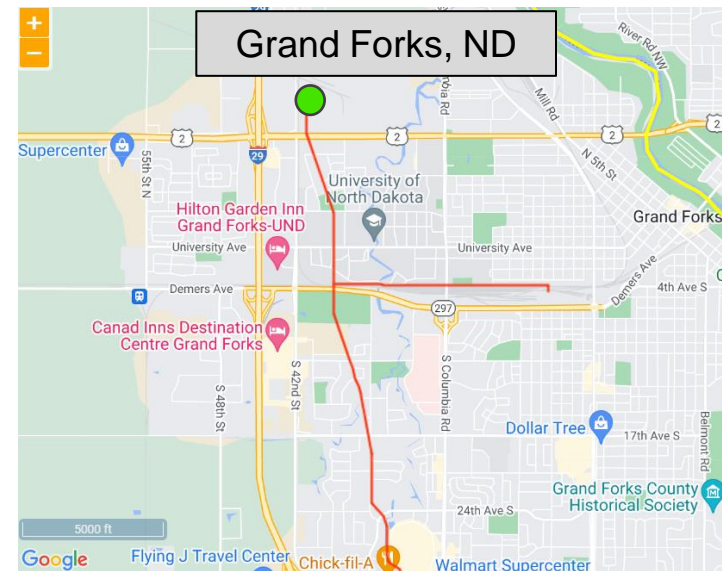 +
−
Grand Forks, ND
River Rd NW
Mill Rd
N 5th St
2
2
2
29
Supercenter
55th St N
University of
North Dakota
Hilton Garden Inn
Grand Forks-UND
Grand Forks
University Ave
University Ave
Demers Ave
Demers Ave
4th Ave S
297
Canad Inns Destination
Centre Grand Forks
S 42nd St
S 48th St
S Columbia Rd
Belmont Rd
Dollar Tree
17th Ave S
Grand Forks County
Historical Society
24th Ave S
5000 ft
Google
Flying J Travel Center
Chick-fil-A
Walmart Supercenter